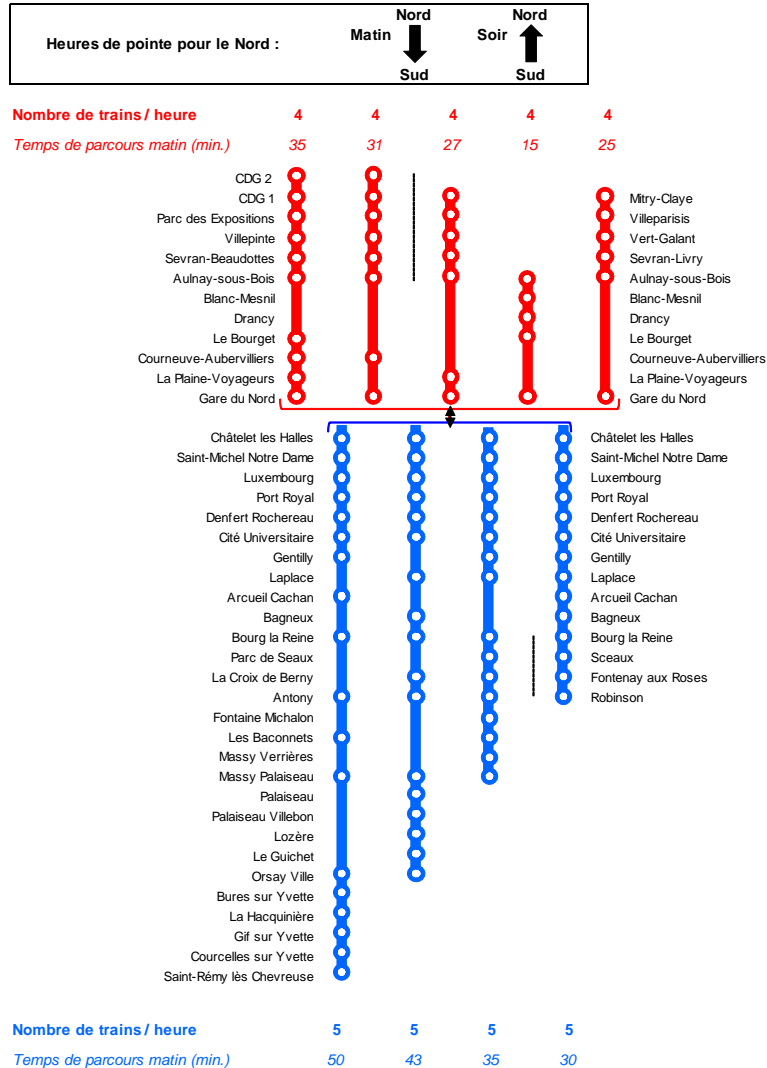 Nord Nord
Heures de pointe pour le Nord : Matin Soir
Sud Sud
Nombre de trains / heure 4 4 4 4 4
Temps de parcours matin (min.) 35 31 27 15 25
CDG 2
CDG 1 Mitry-Claye
Parc des Expositions Villeparisis
Villepinte Vert-Galant
Sevran-Beaudottes Sevran-Livry
Aulnay-sous-Bois Aulnay-sous-Bois
Blanc-Mesnil Blanc-Mesnil
Drancy Drancy
Le Bourget Le Bourget
Courneuve-Aubervilliers Courneuve-Aubervilliers
La Plaine-Voyageurs La Plaine-Voyageurs
Gare du Nord Gare du Nord
Châtelet les Halles Châtelet les Halles
Saint-Michel Notre Dame Saint-Michel Notre Dame
Luxembourg Luxembourg
Port Royal Port Royal
Denfert Rochereau Denfert Rochereau
Cité Universitaire Cité Universitaire
Gentilly Gentilly
Laplace Laplace
Arcueil Cachan Arcueil Cachan
Bagneux Bagneux
Bourg la Reine Bourg la Reine
Parc de Seaux Sceaux
La Croix de Berny Fontenay aux Roses
Antony Robinson
Fontaine Michalon
Les Baconnets
Massy Verrières
Massy Palaiseau
Palaiseau
Palaiseau Villebon
Lozère
Le Guichet
Orsay Ville
Bures sur Yvette
La Hacquinière
Gif sur Yvette
Courcelles sur Yvette
Saint-Rémy lès Chevreuse
Nombre de trains / heure 5 5 5 5
Temps de parcours matin (min.) 50 43 35 30